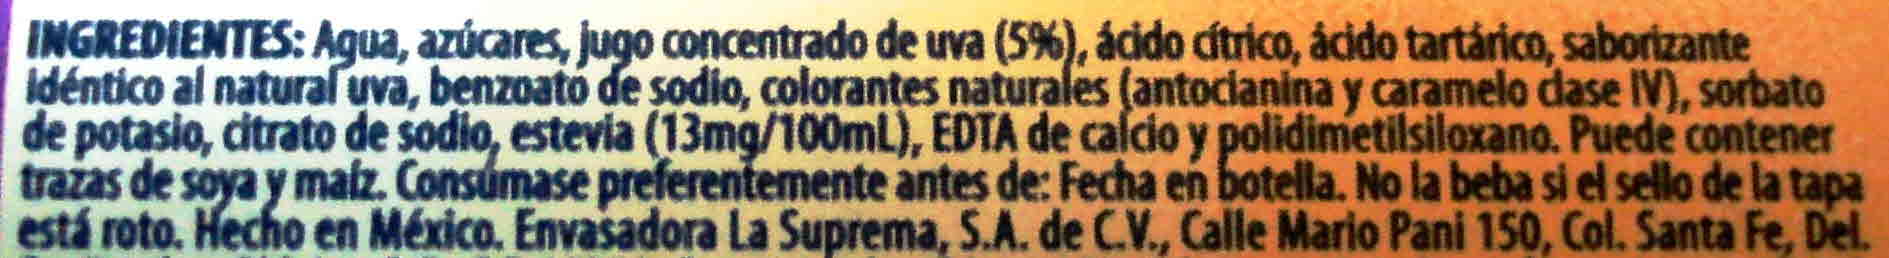 INGREDIENTES: Agua, azúcares, jugo concentrado de uva (5%), ácido cítrico, ácido tartárico, saborizante
idéntico al natural uva, benzoato de sodio, colorantes naturales (antocianina y caramelo clase IV), sorbato
de potasio, citrato de sodio, estevia (13mg/100mL), EDTA de calcio y polidimetilsiloxano. Puede contener
trazas de soya y maíz. Consúmase preferentemente antes de: Fecha en botella. No la beba si el sello de la tapa
está roto. Hecho en México. Envasadora La Suprema, S.A. de C.V., Calle Mario Pani 150, Col. Santa Fe, Del.